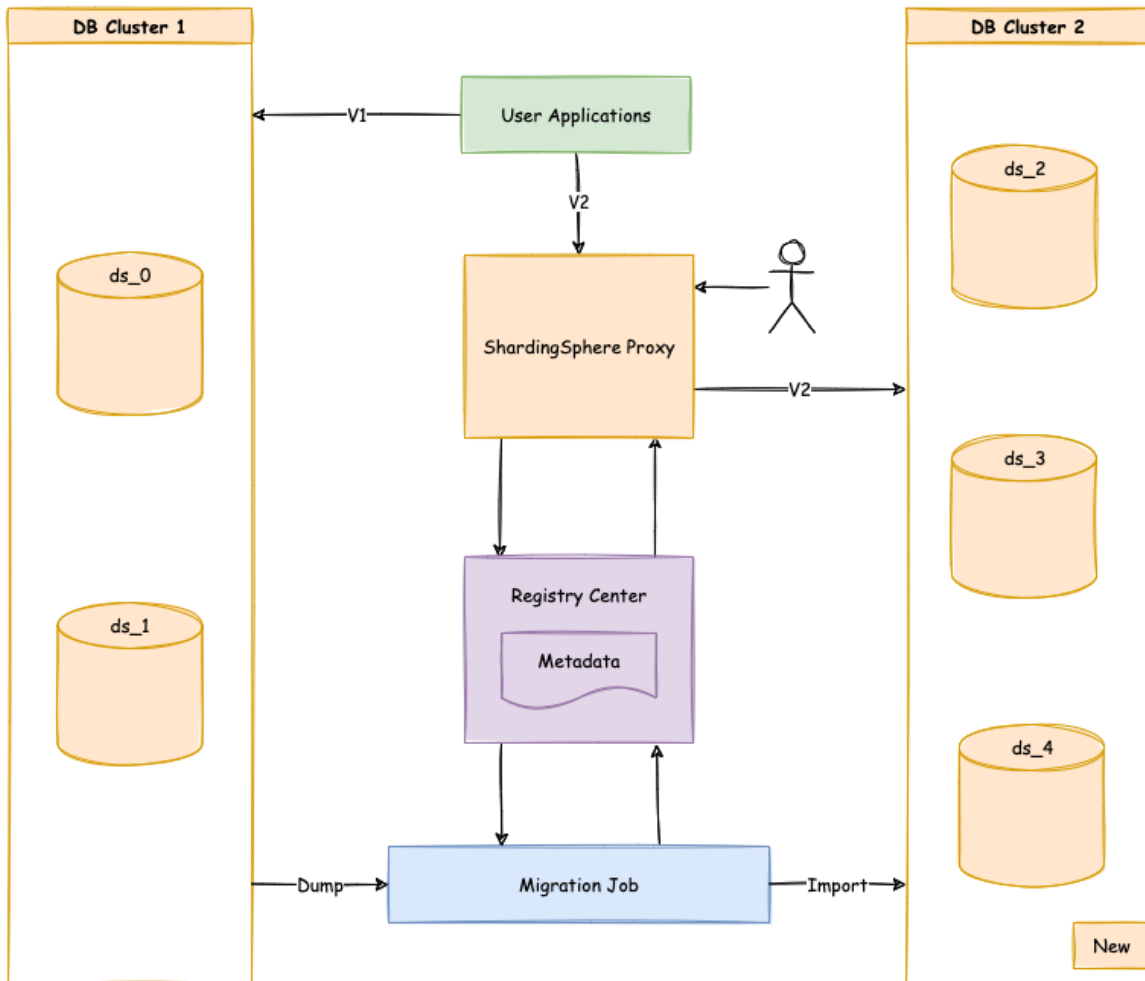 DB Cluster 1
DB Cluster 2
V1
User Applications
ds_2
V2
ds_0
ShardingSphere Proxy
V2
ds_3
Registry Center
ds_1
Metadata
ds_4
Dump
Migration Job
Import
New